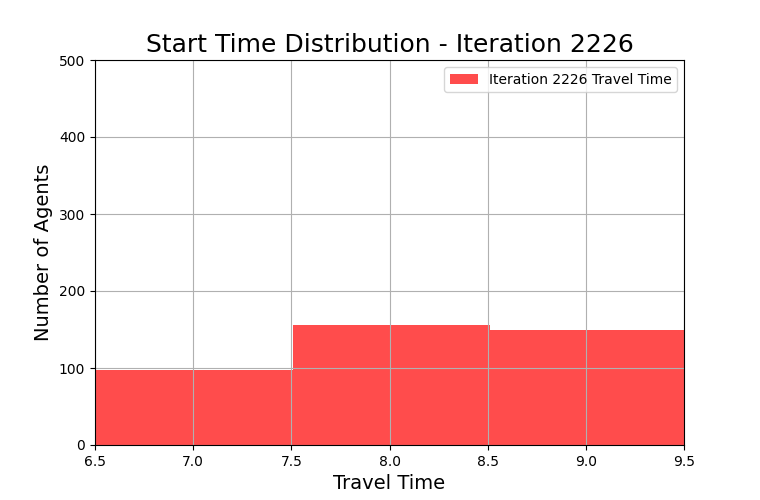 Start Time Distribution - Iteration 2226
500
Iteration 2226 Travel Time
400
300
200
100
0
Number of Agents
6.5 7.0 7.5 8.0 8.5 9.0 9.5
Travel Time